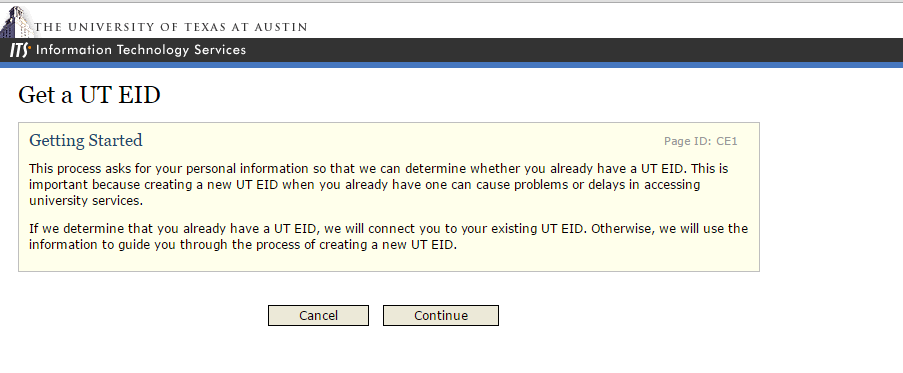 THE UNIVERSITY OF TEXAS AT AUSTIN
ITS Information Technology Services
Get a UT EID
Getting Started
Page ID: CE1
This process asks for your personal information so that we can determine whether you already have a UT EID. This is
important because creating a new UT EID when you already have one can cause problems or delays in accessing
university services.
If we determine that you already have a UT EID, we will connect you to your existing UT EID. Otherwise, we will use the
information to guide you through the process of creating a new UT EID.
Cancel
Continue